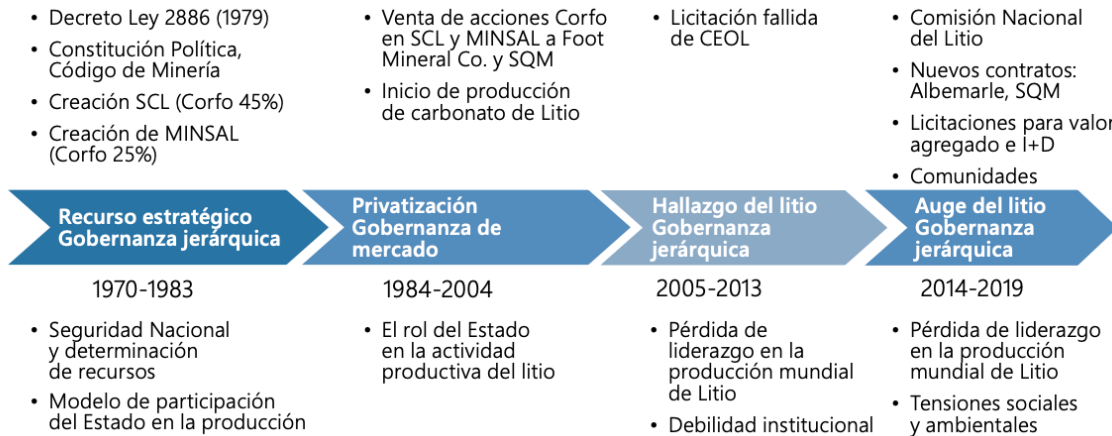 • Decreto Ley 2886 (1979)
• Constitución Política,
Código de Minería
• Creación SCL (Corfo 45%)
• Creación de MINSAL
(Corfo 25%)
• Venta de acciones Corfo
en SCL y MINSAL a Foot
Mineral Co. y SQM
• Inicio de producción
de carbonato de Litio
• Licitación fallida
de CEOL
• Comisión Nacional
del Litio
• Nuevos contratos:
Albemarle, SQM
• Licitaciones para valor
agregado e I+D
• Comunidades
Recurso estratégico
Gobernanza jerárquica
Privatización
Gobernanza de
mercado
Hallazgo del litio
Gobernanza
jerárquica
Auge del litio
Gobernanza
jerárquica
1970-1983
1984-2004
2005-2013
2014-2019
• Seguridad Nacional
y determinación
de recursos
• Modelo de participación
del Estado en la producción
• El rol del Estado
en la actividad
productiva del litio
• Pérdida de
liderazgo en la
producción mundial
de Litio
• Debilidad institucional
• Pérdida de liderazgo
en la producción
mundial de Litio
• Tensiones sociales
y ambientales